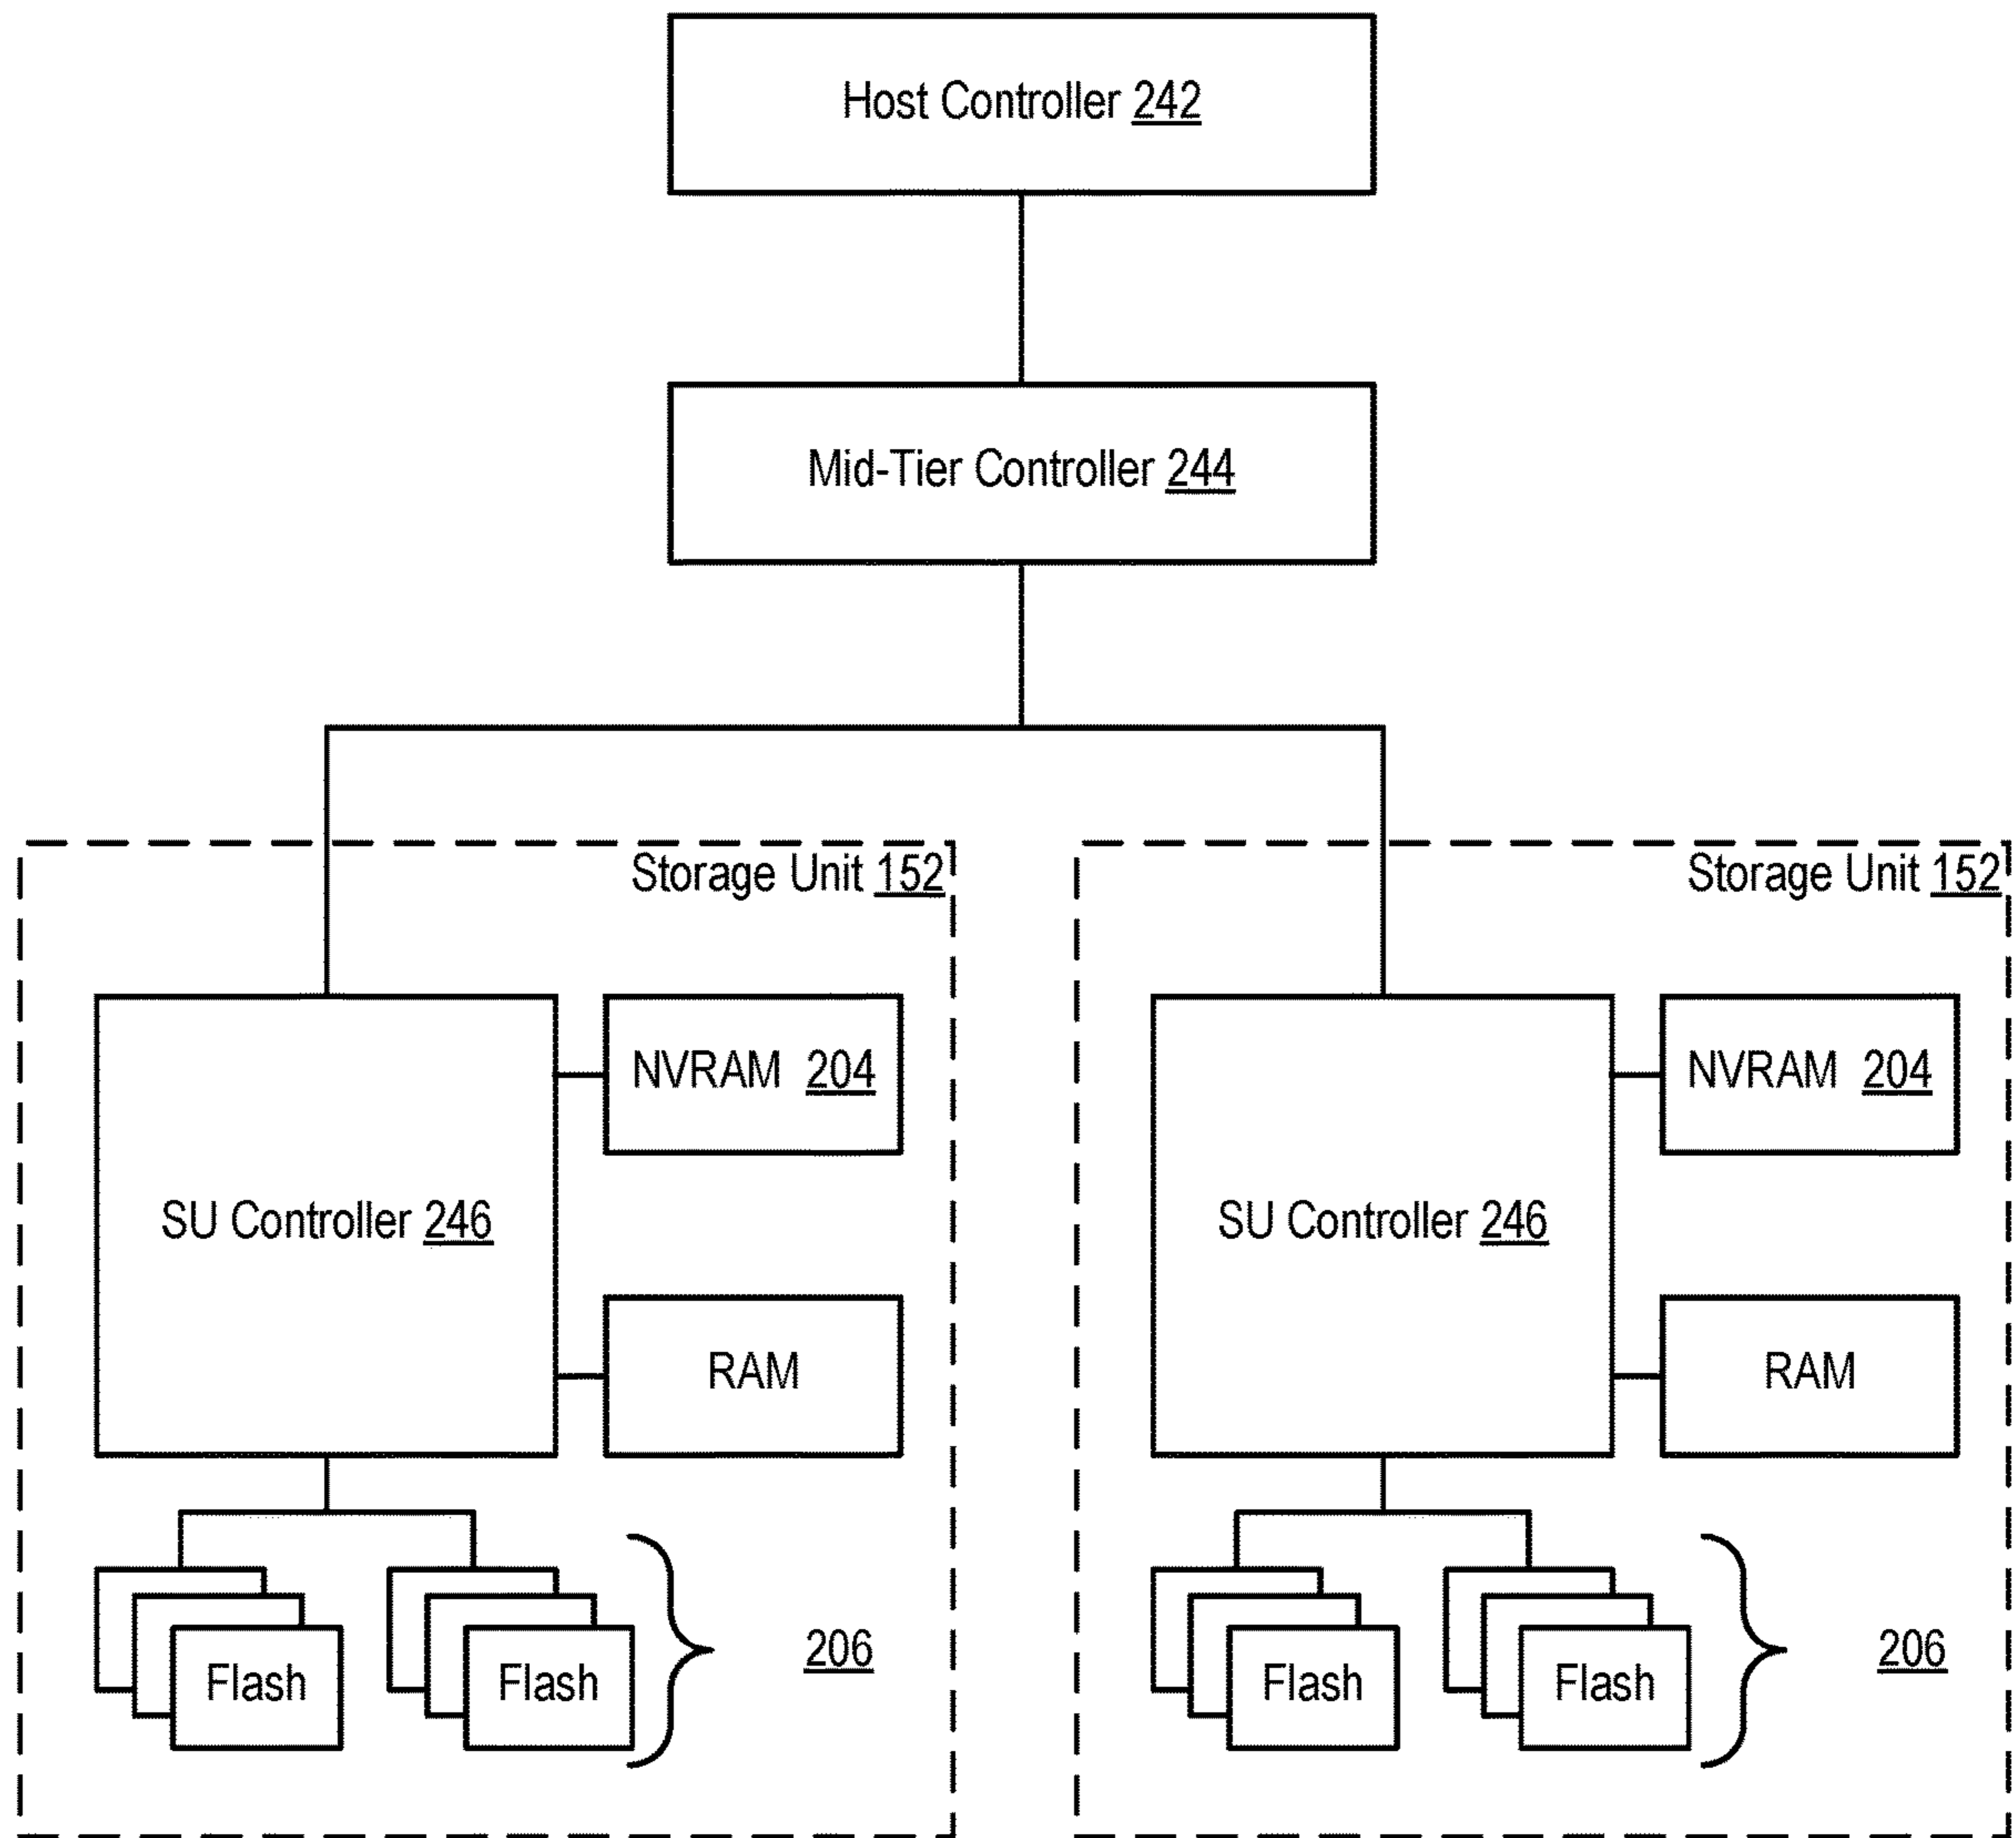 Host Controller 242
Mid-Tier Controller 244
Storage Unit 152
Storage Unit 152
NVRAM 204
NVRAM 204
SU Controller 246
SU Controller 246
RAM
RAM
206
206
Flash
Flash
Flash
Flash